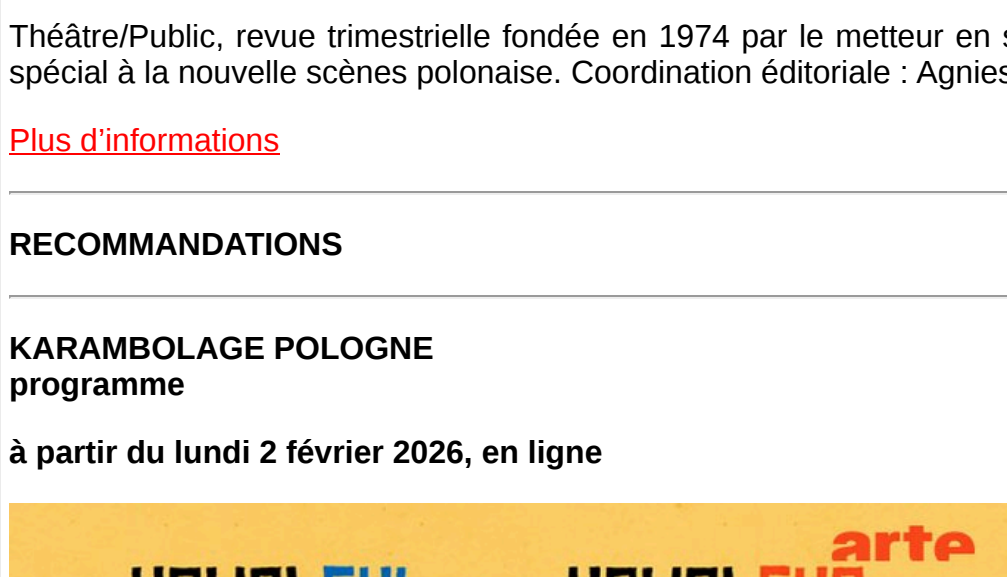 Théâtre/Public, revue trimestrielle fondée en 1974 par le metteur en
spécial à la nouvelle scènes polonaise. Coordination éditoriale :
Plus d’informations
RECOMMANDATIONS
KARAMBOLAGE POLOGNE
programme
à partir du lundi 2 février 2026, en ligne
arte